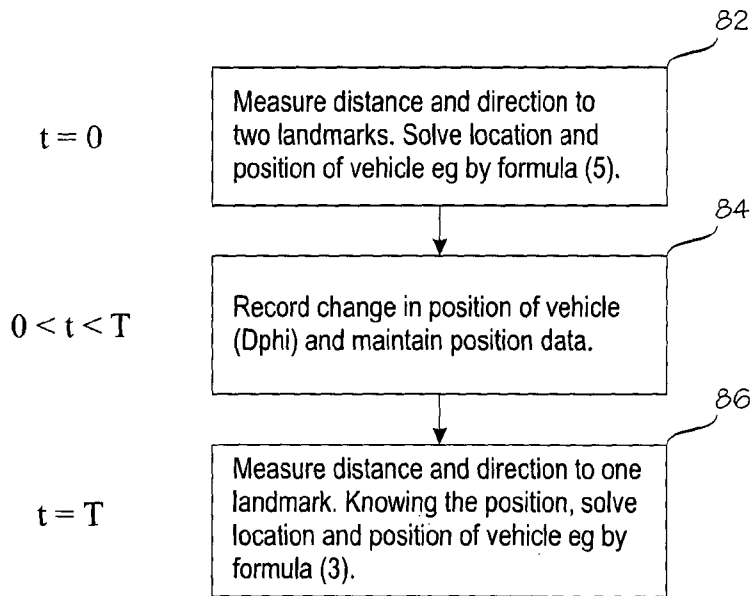 82
t = 0
Measure distance and direction to
two landmarks. Solve location and
position of vehicle eg by formula (5).
84
0 < t < T
Record change in position of vehicle
(Dphi) and maintain position data.
86
t = T
Measure distance and direction to one
landmark. Knowing the position, solve
location and position of vehicle eg by
formula (3).